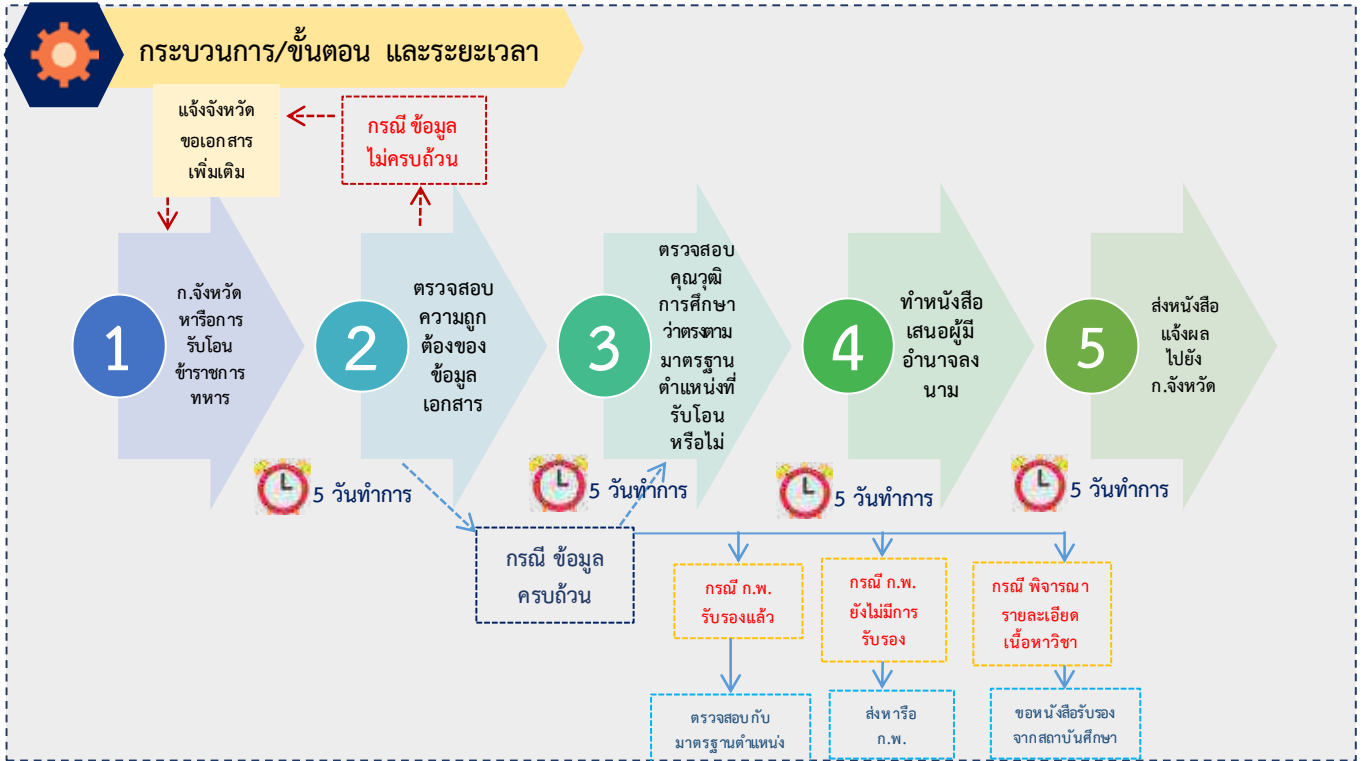 กระบวนการ/ขั้นตอน และระยะเวลา
แจ้งจังหวัด
ขอเอกสาร
เพิ่มเติม
กรณี ข้อมูล
ไม่ครบถ้วน
1
ก.จังหวัด
หารือการ
รับโอน
ข้าราชการ
ทหาร
2
ตรวจสอบ
ความถูก
ต้องของ
ข้อมูล
เอกสาร
3
ตรวจสอบ
คุณวุฒิ
การศึกษา
ว่าตรงตาม
มาตรฐาน
ตำแหน่งที่
รับโอน
หรือไม่
4
ทำหนังสือ
เสนอผู้มี
อำนาจลง
นาม
5
ส่งหนังสือ
แจ้งผล
ไปยัง
ก.จังหวัด
5 วันทำการ
5 วันทำการ
5 วันทำการ
5 วันทำการ
กรณี ข้อมูล
ครบถ้วน
กรณี ก.พ.
รับรองแล้ว
กรณี ก.พ.
ยังไม่มีการ
รับรอง
กรณี พิจารณา
รายละเอียด
เนื้อหาวิชา
ตรวจสอบกับ
มาตรฐานตำแหน่ง
ส่งหารือ
ก.พ.
ขอหนังสือรับรอง
จากสถาบันศึกษา